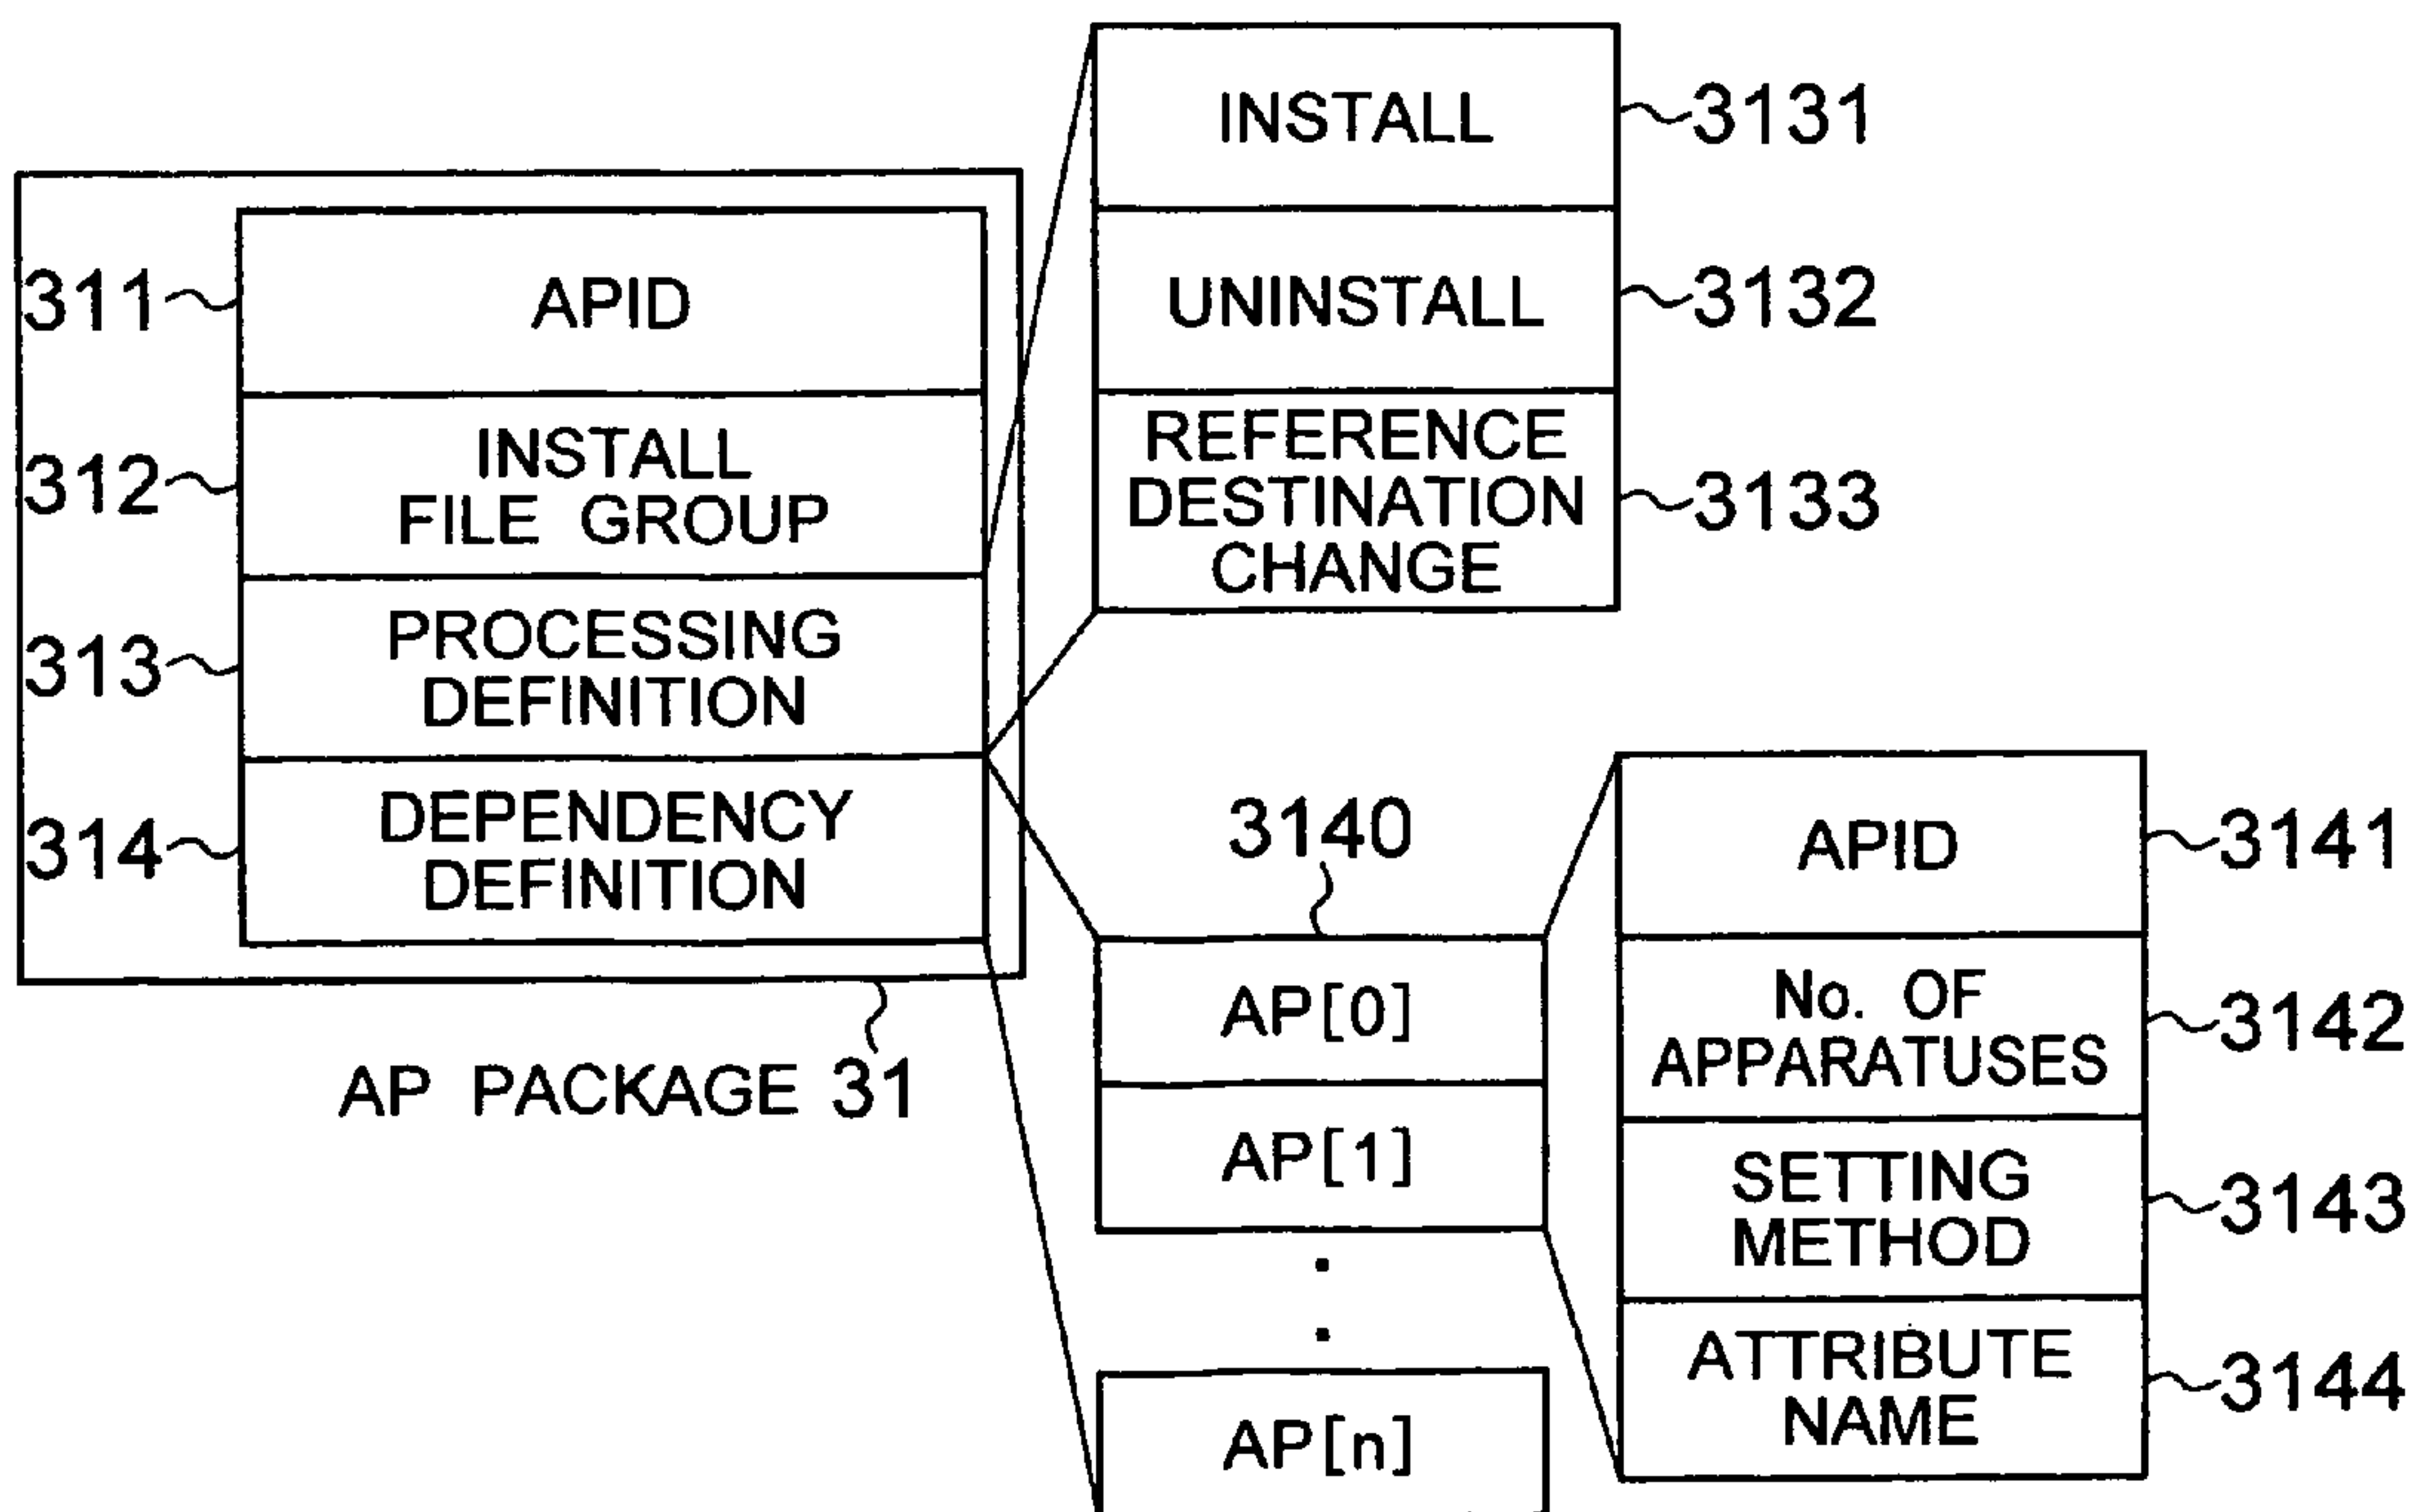 311
APID
312
INSTALL
FILE GROUP
313
PROCESSING
DEFINITION
314
DEPENDENCY
DEFINITION
AP PACKAGE 31
INSTALL
3131
UNINSTALL
3132
REFERENCE
DESTINATION
CHANGE
3133
3140
AP[0]
AP[1]
AP[n]
APID
3141
No. OF
APPARATUSES
3142
SETTING
METHOD
3143
ATTRIBUTE
NAME
3144